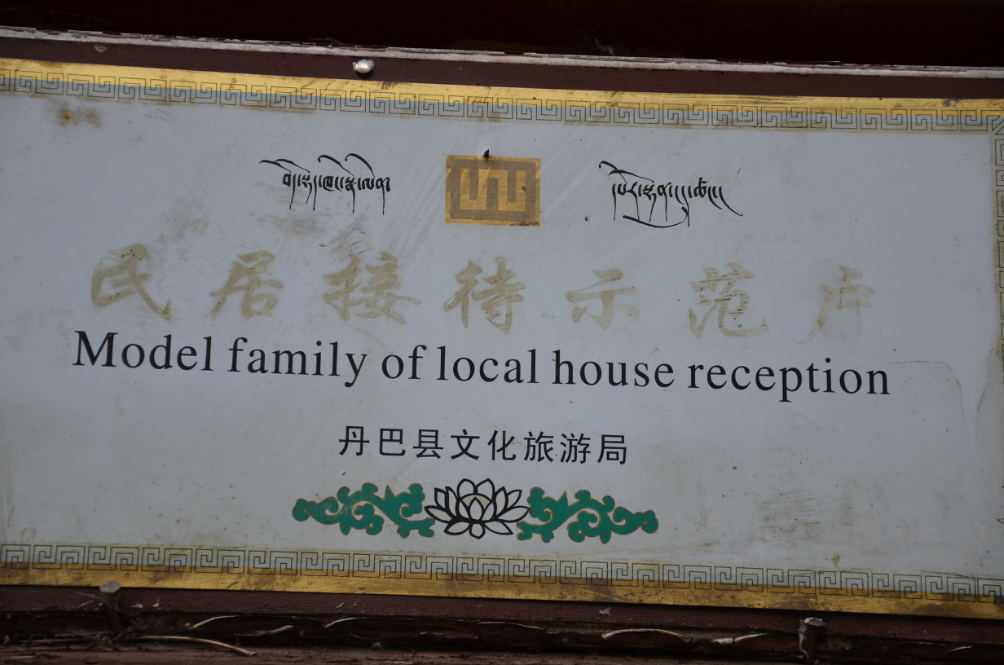 民居接待示范户
Model family of local house reception
丹巴县文化旅游局